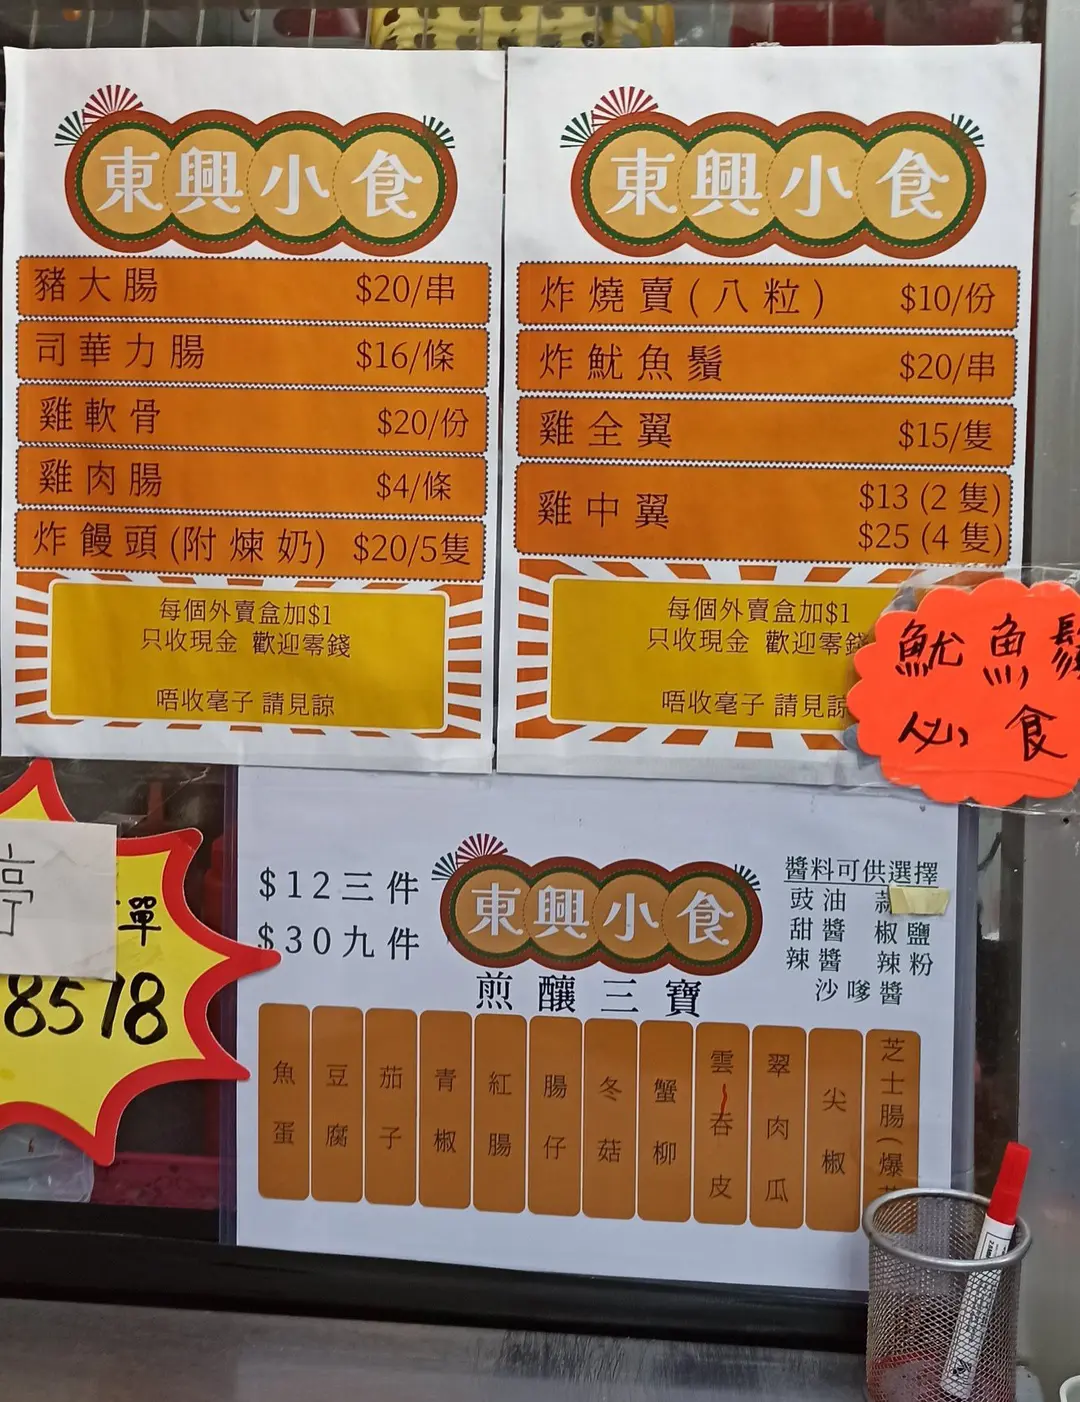 東興小食
豬大腸 $20/串
司華力腸 $16/條
雞軟骨 $20/份
雞肉腸 $4/條
炸饅頭(附煉奶) $20/5隻
每個外賣盒加$1
只收現金 歡迎零錢
唔收毫子 請見諒
東興小食
炸燒賣(八粒) $10/份
炸魷魚鬚 $20/串
雞全翼 $15/隻
雞中翼 $13 (2 隻)
$25 (4 隻)
每個外賣盒加$1
只收現金 歡迎零錢
唔收毫子 請見諒
魷魚鬚
必食
單
8518
$12三件
$30九件
東興小食
煎釀三寶
醬料可供選擇
豉油
甜醬 椒鹽
辣醬 辣粉
沙嗲醬
魚蛋
豆腐
茄子
青椒
紅腸
腸仔
冬菇
蟹柳
雲吞皮
翠肉瓜
尖椒
芝士腸(爆